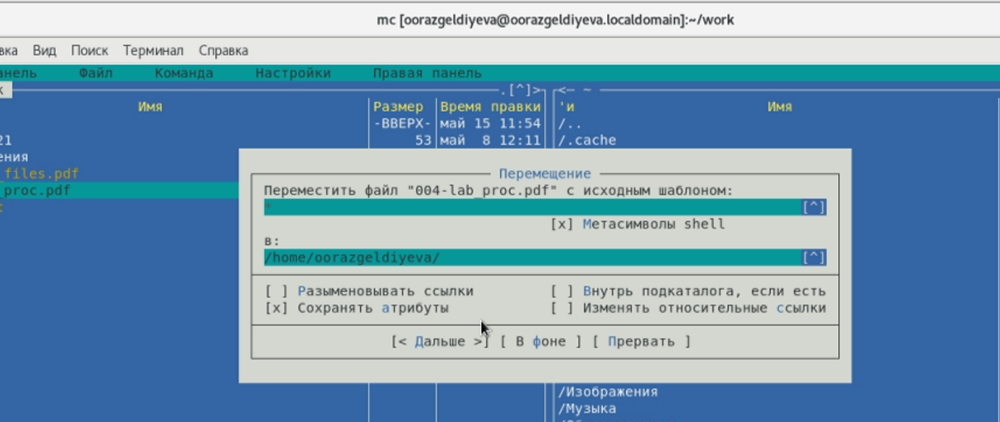 mc [oorazgeldiyeva@oorazgeldiyeva.localdomain]:~/work
вка Вид Поиск Терминал Справка
анель Файл Команда Настройки Правая панель
.[^]> <— ~
Имя Размер Время правки 'и Имя
-ВВЕРХ- май 15 11:54 /..
21 53 май 8 12:11 /.cache
ения
_files.pdf
_proc.pdf
t
Перемещение
Переместить файл "004-lab_proc.pdf" с исходным шаблоном:
* [^]
[x] Метасимволы shell
в:
/home/oorazgeldiyeva/ [^]
[ ] Разыменовывать ссылки [ ] Внутрь подкаталога, если есть
[x] Сохранять атрибуты [ ] Изменять относительные ссылки
[< Дальше >] [ В фоне ] [ Прервать ]
/Изображения
/Музыка